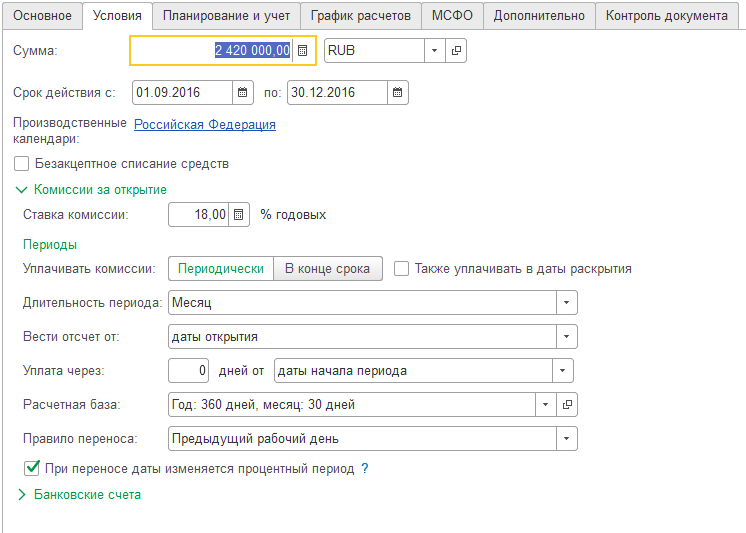 Основное Условия Планирование и учет График расчетов МСФО Дополнительно Контроль документа
Сумма: 2 420 000,00 RUB
Срок действия с: 01.09.2016 по: 30.12.2016
Производственные календари: Российская Федерация
Безакцептное списание средств
Комиссии за открытие
Ставка комиссии: 18,00 % годовых
Периоды
Уплачивать комиссии: Периодически В конце срока Также уплачивать в даты раскрытия
Длительность периода: Месяц
Вести отсчет от: даты открытия
Уплата через: 0 дней от даты начала периода
Расчетная база: Год: 360 дней, месяц: 30 дней
Правило переноса: Предыдущий рабочий день
При переносе даты изменяется процентный период ?
Банковские счета